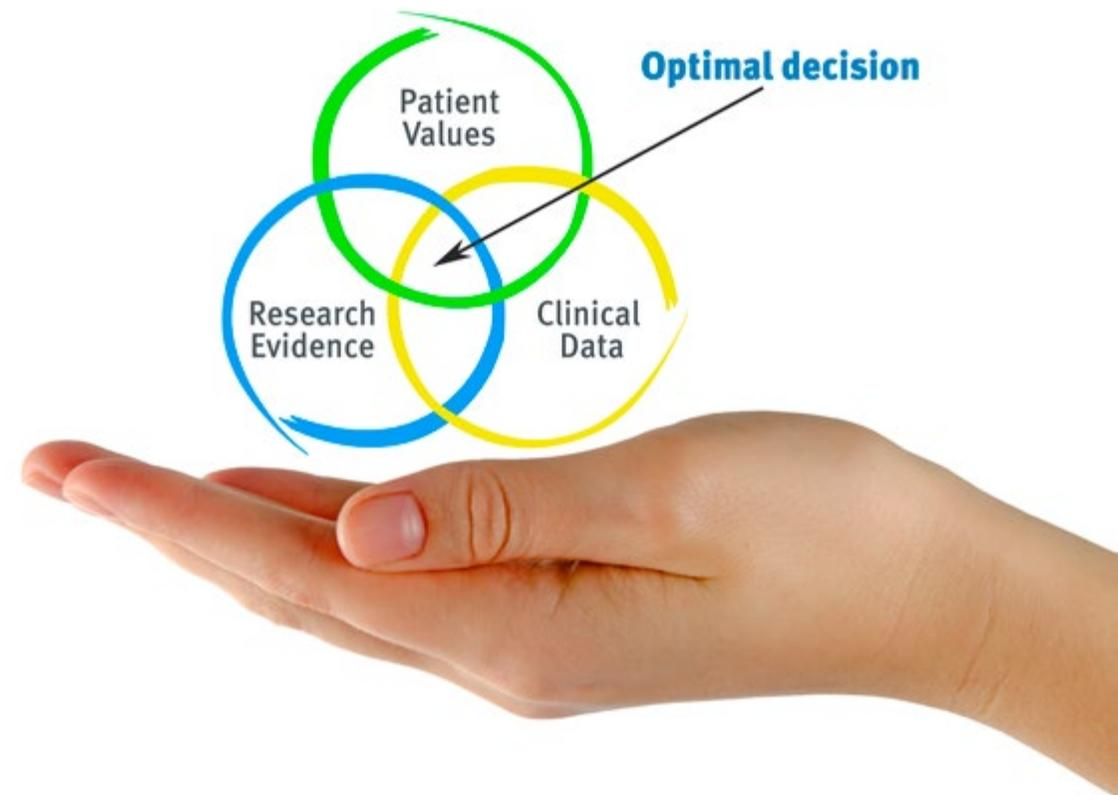 Optimal decision
Patient
Values
Research
Evidence
Clinical
Data